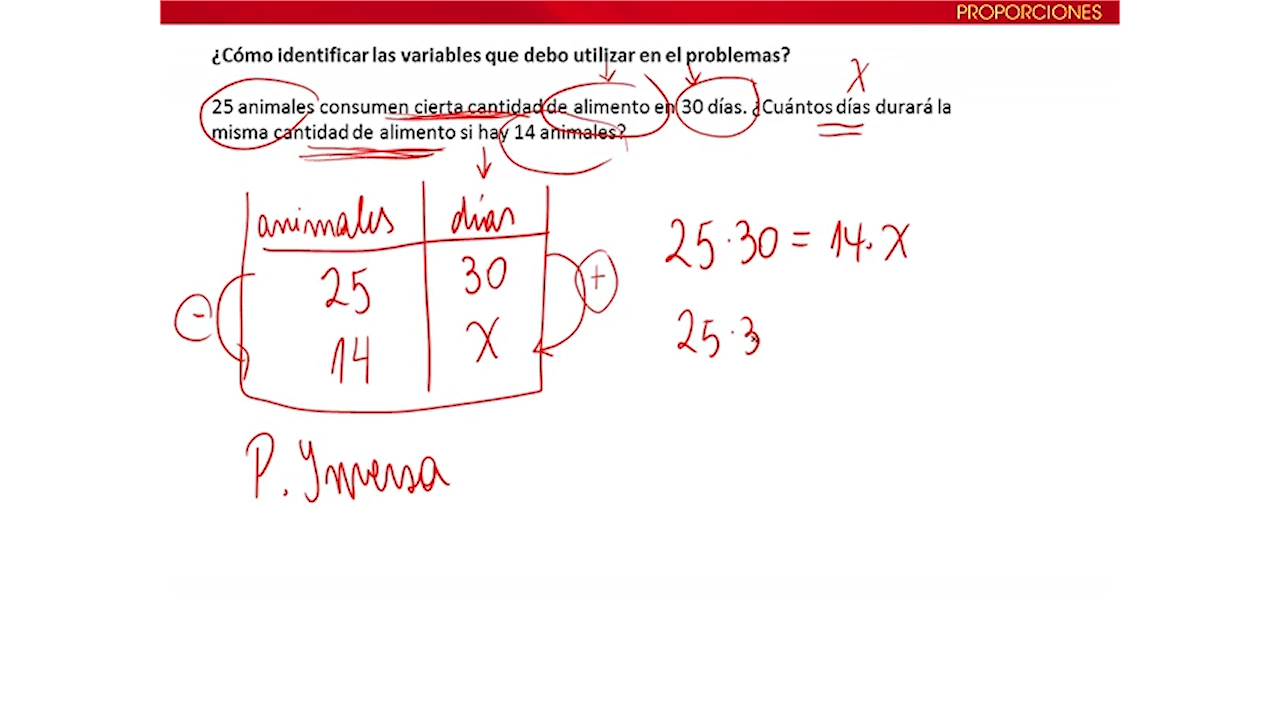 PROPORCIONES
¿Cómo identificar las variables que debo utilizar en el problemas?
X
25 animales consumen cierta cantidad de alimento en 30 días. ¿Cuántos días durará la
misma cantidad de alimento si hay 14 animales?
animales días
25 30
14 X
- +
P. Inversa
25·30 = 14·X
25·3